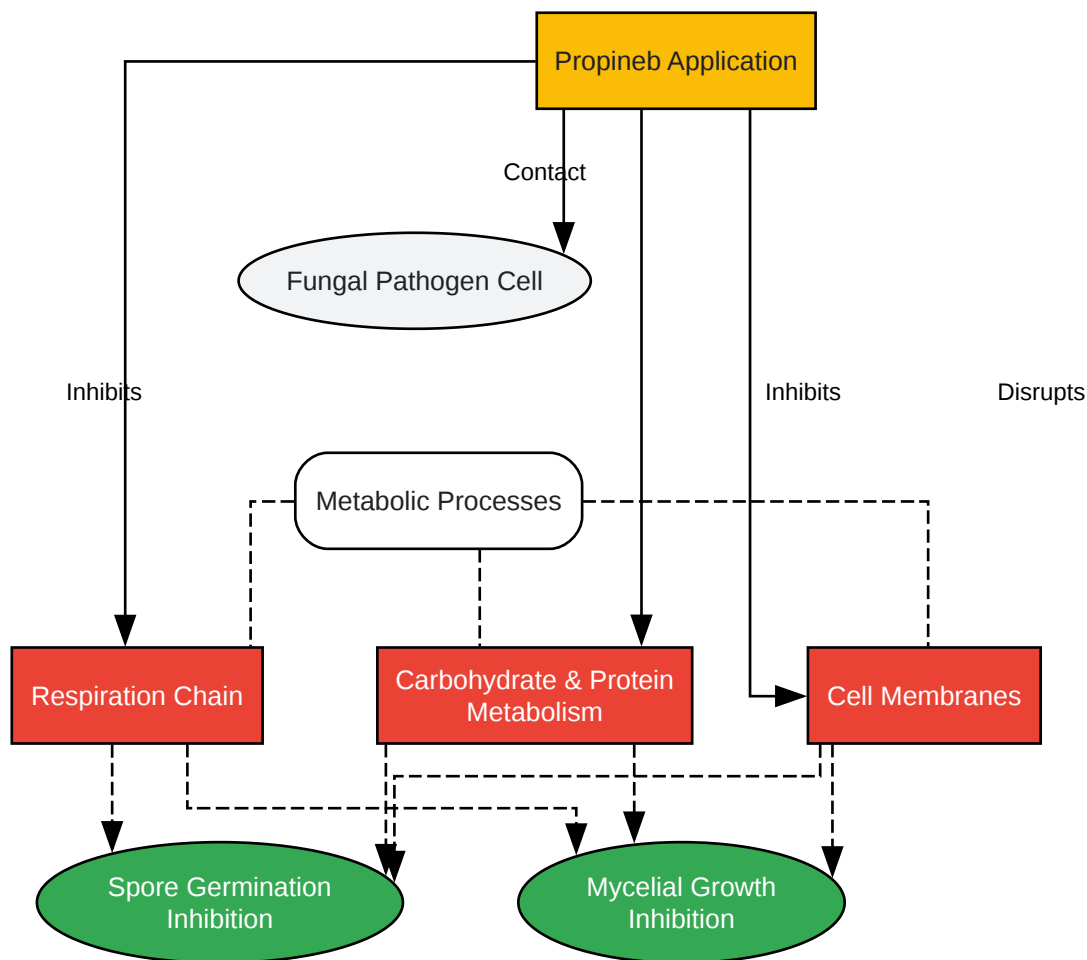 Propineb Application
Contact
Fungal Pathogen Cell
Inhibits
Inhibits
Disrupts
Metabolic Processes
Respiration Chain
Carbohydrate & Protein
Metabolism
Cell Membranes
Spore Germination
Inhibition
Mycelial Growth
Inhibition